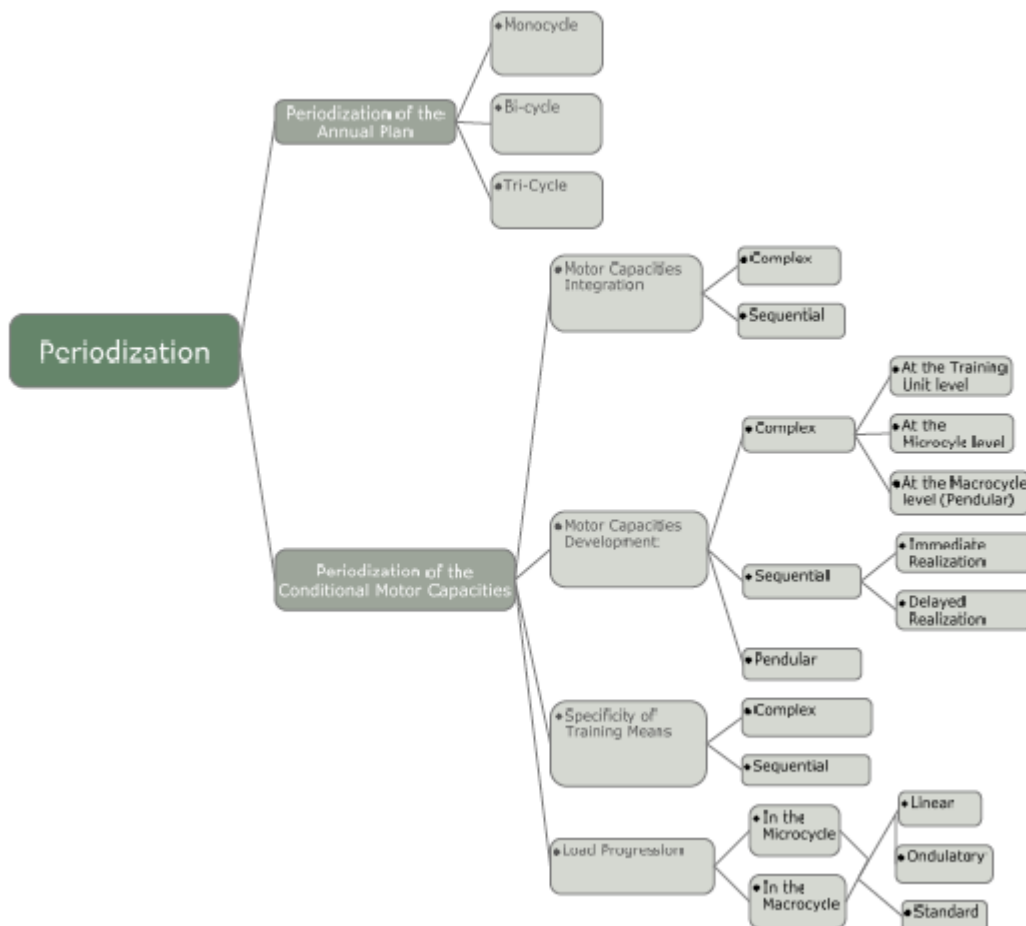 Monocycle
Periodization of the
Annual Plan
Bi-cycle
Tri-Cycle
Periodization
Motor Capacities
Integration
Complex
Sequential
Periodization of the
Conditional Motor Capacities
Motor Capacities
Development:
Complex
At the Training
Unit level
At the
Microcyle level
At the Macrocycle
level (Pendular)
Sequential
Immediate
Realization
Delayed
Realization
Pendular
Specificity of
Training Means
Complex
Sequential
Load Progression
In the
Microcycle
In the
Macrocycle
Linear
Ondulatory
Standard